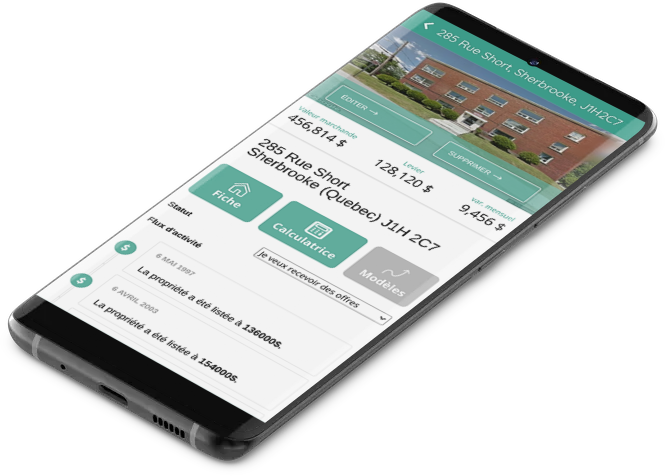 285 Rue Short, Sherbrooke, J1H2C7
EDITER →
SUPPRIMER →
Valeur marchande
456,814 $
Levier
128,120 $
var. mensuel
9,456 $
285 Rue Short
Sherbrooke (Quebec) J1H 2C7
Fiche
Calculatrice
Modèles
Statut
Je veux recevoir des offres
Flux d'activité
$
6 MAI 1997
La propriété a été listée à 136000$.
$
6 AVRIL 2003
La propriété a été listée à 154000$.